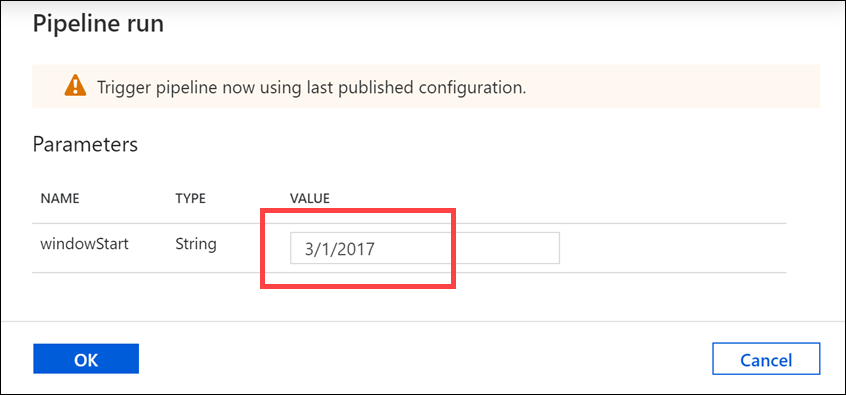 Pipeline run
Trigger pipeline now using last published configuration.
Parameters
NAME TYPE VALUE
windowStart String 3/1/2017
OK Cancel